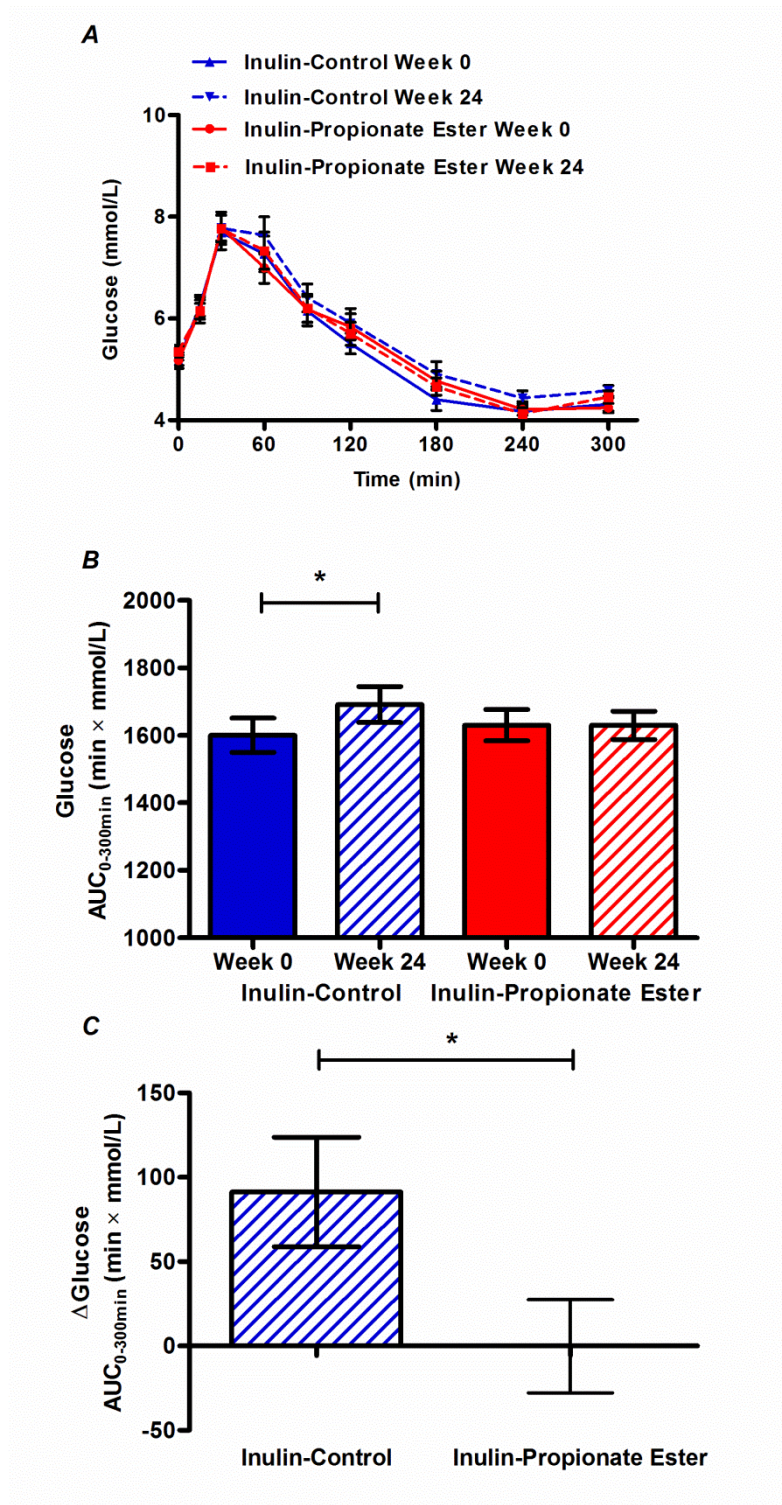 A
Inulin-Control Week 0
Inulin-Control Week 24
Inulin-Propionate Ester Week 0
Inulin-Propionate Ester Week 24
10
8
6
4
Glucose (mmol/L)
0 60 120 180 240 300
Time (min)
B
*
2000
1800
1600
1400
1200
1000
Glucose
AUC0-300min (min × mmol/L)
Week 0 Week 24 Week 0 Week 24
Inulin-Control Inulin-Propionate Ester
C
*
150
100
50
0
-50
ΔGlucose
AUC0-300min (min × mmol/L)
Inulin-Control Inulin-Propionate Ester